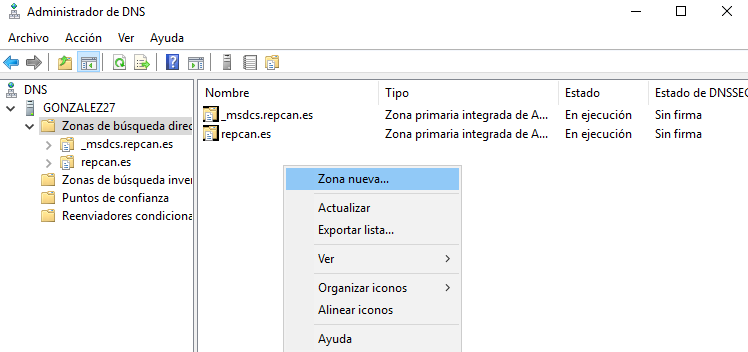 Administrador de DNS
Archivo Acción Ver Ayuda
DNS
GONZALEZ27
Zonas de búsqueda direc
_msdcs.repcan.es
repcan.es
Zonas de búsqueda inver
Puntos de confianza
Reenviadores condiciona
Nombre Tipo Estado Estado de DNSSEC
_msdcs.repcan.es Zona primaria integrada de A... En ejecución Sin firma
repcan.es Zona primaria integrada de A... En ejecución Sin firma
Zona nueva...
Actualizar
Exportar lista...
Ver
Organizar iconos
Alinear iconos
Ayuda